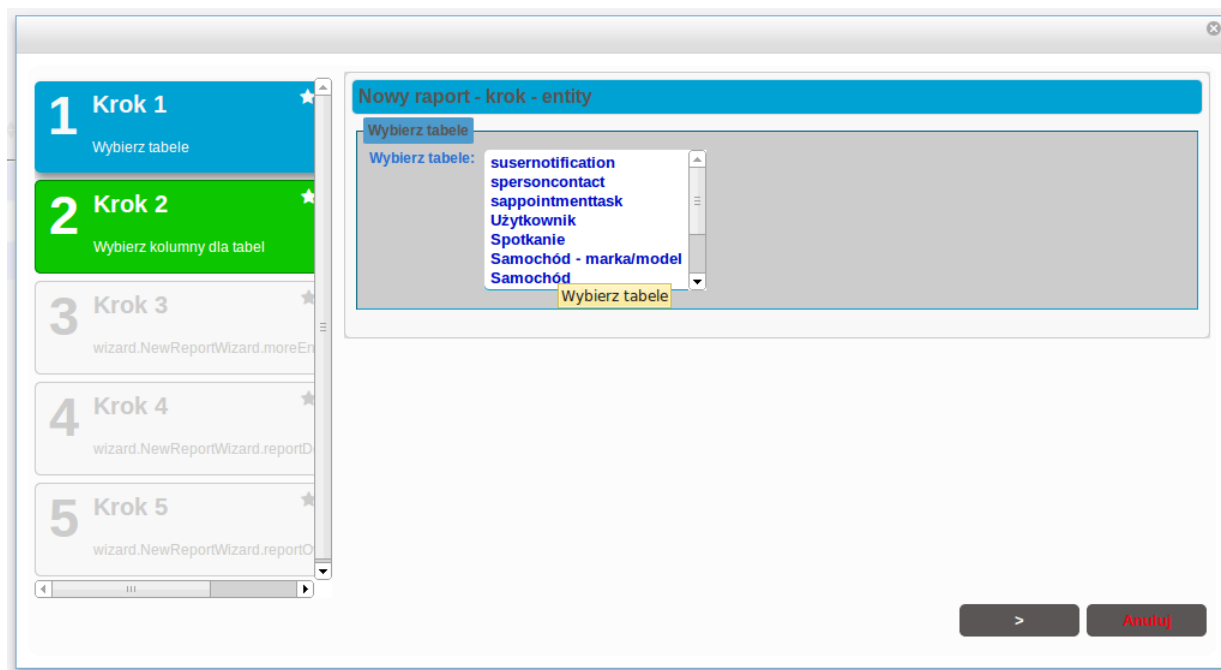 1
Krok 1
Wybierz tabele
2
Krok 2
Wybierz kolumny dla tabel
3
Krok 3
wizard.NewReportWizard.moreEn
4
Krok 4
wizard.NewReportWizard.reportD
5
Krok 5
wizard.NewReportWizard.reportO
Nowy raport - krok - entity
Wybierz tabele
Wybierz tabele:
susernotification
spersoncontact
sappointmenttask
Użytkownik
Spotkanie
Samochód - marka/model
Samochód
Wybierz tabele
>
Anuluj